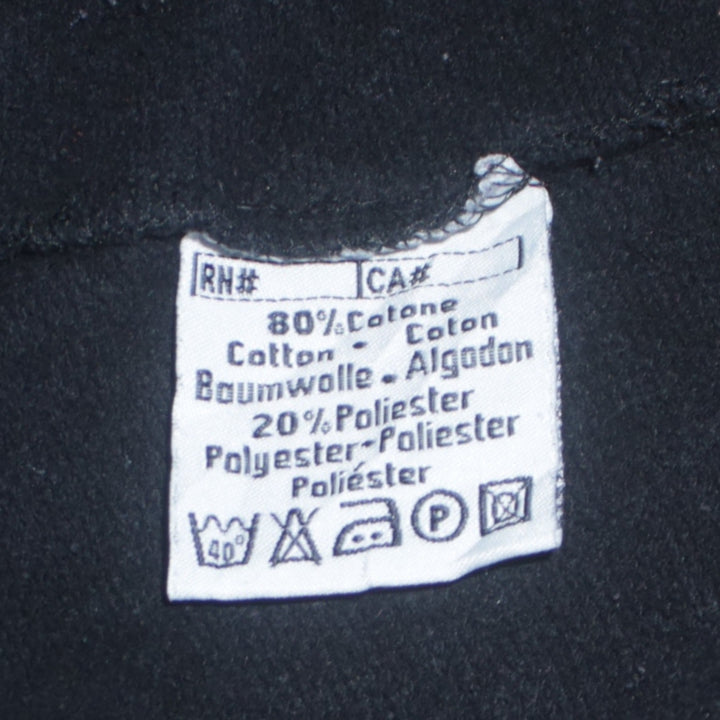 RN# CA#
80% Cotone
Cotton - Coton
Baumwolle - Algodon
20% Poliester
Polyester-Poliester
Poliéster
40° P